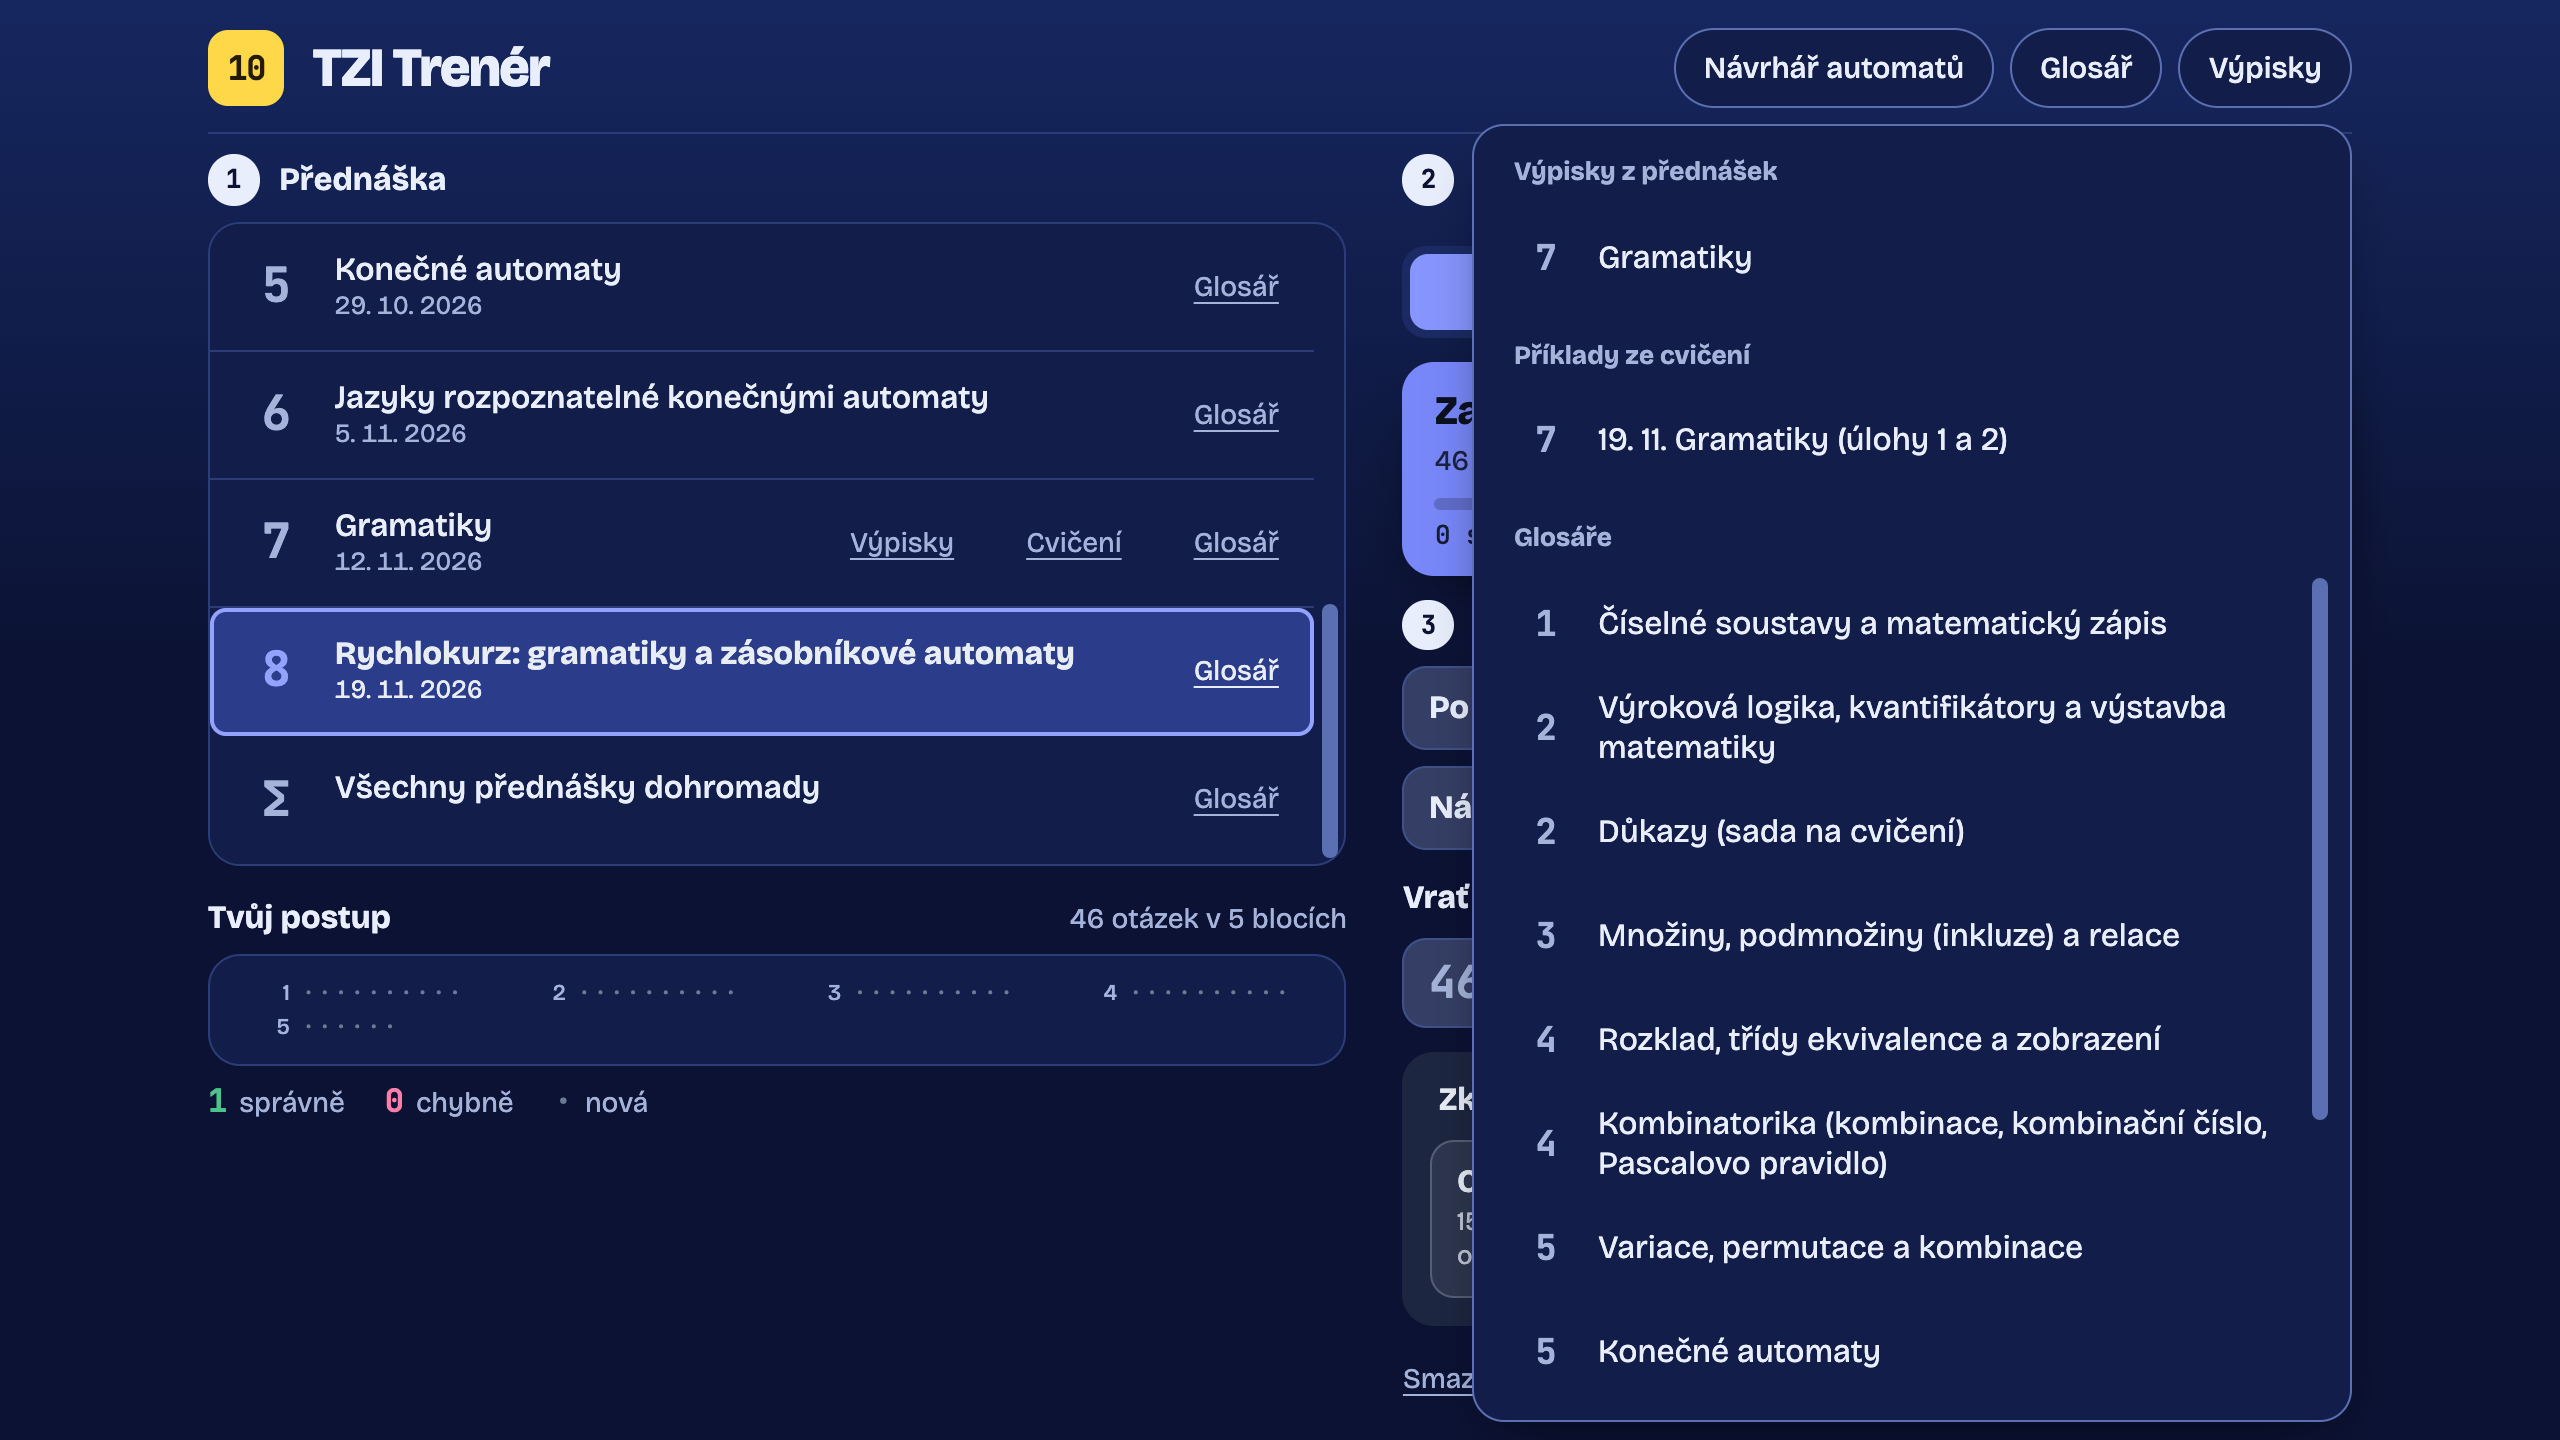 10
TZI Trenér
Návrhář automatů
Glosář
Výpisky
1
Přednáška
5
Konečné automaty
29. 10. 2026
Glosář
6
Jazyky rozpoznatelné konečnými automaty
5. 11. 2026
Glosář
7
Gramatiky
12. 11. 2026
Výpisky
Cvičení
Glosář
8
Rychlokurz: gramatiky a zásobníkové automaty
19. 11. 2026
Glosář
Σ
Všechny přednášky dohromady
Glosář
Tvůj postup
46 otázek v 5 blocích
1
2
3
4
5
1 správně
0 chybně
· nová
2
46
0
3
Vrať
46
Výpisky z přednášek
7 Gramatiky
Příklady ze cvičení
7 19. 11. Gramatiky (úlohy 1 a 2)
Glosáře
1 Číselné soustavy a matematický zápis
2 Výroková logika, kvantifikátory a výstavba
matematiky
2 Důkazy (sada na cvičení)
3 Množiny, podmnožiny (inkluze) a relace
4 Rozklad, třídy ekvivalence a zobrazení
4 Kombinatorika (kombinace, kombinační číslo,
Pascalovo pravidlo)
5 Variace, permutace a kombinace
5 Konečné automaty